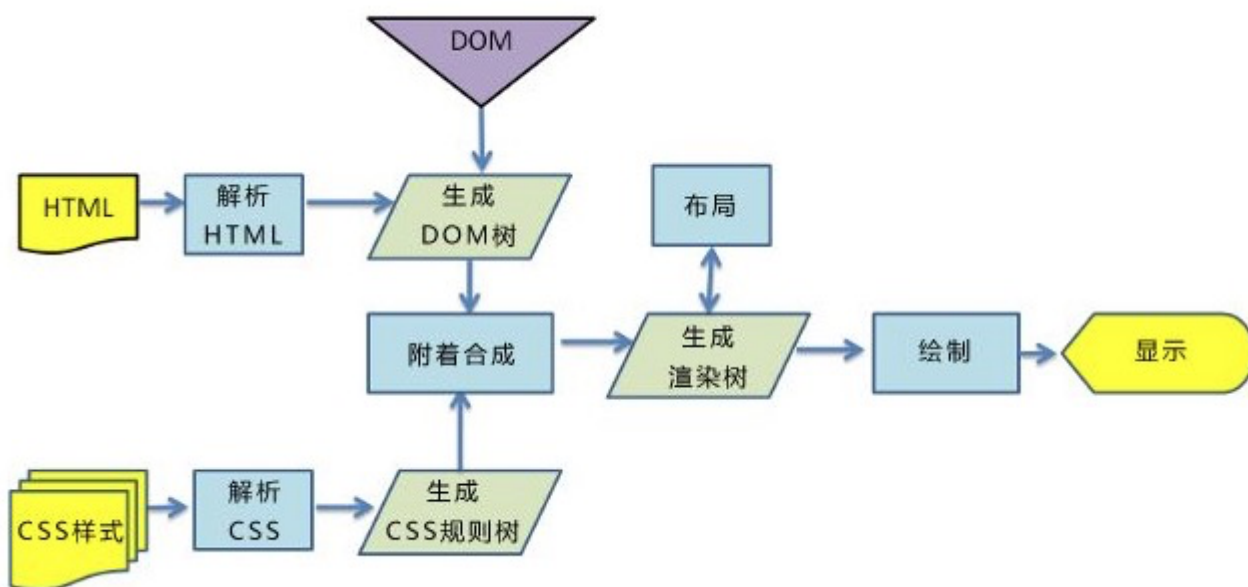 DOM
HTML
解析
HTML
生成
DOM树
布局
附着合成
生成
渲染树
绘制
显示
CSS样式
解析
CSS
生成
CSS规则树